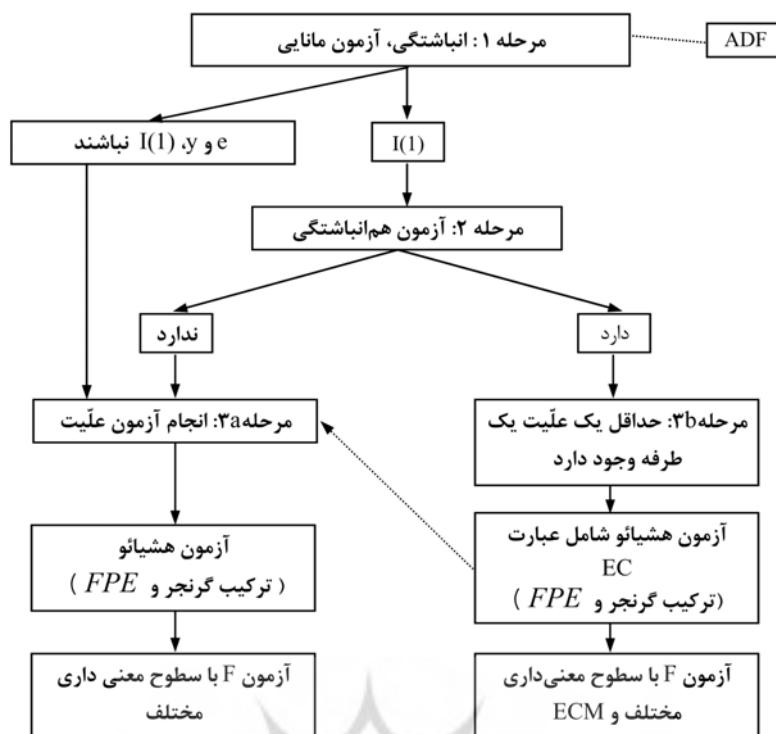 مرحله ۱: انباشتگی، آزمون مانایی
ADF
e و y، I(1) نباشند
I(1)
مرحله ۲: آزمون هم‌انباشتگی
ندارد
دارد
مرحله۳a: انجام آزمون علّیت
مرحله۳b: حداقل یک علّیت یک
طرفه وجود دارد
آزمون هشیائو
(ترکیب گرنجر و FPE)
آزمون هشیائو شامل عبارت
EC
(ترکیب گرنجر و FPE)
آزمون F با سطوح معنی داری
مختلف
آزمون F با سطوح معنی‌داری
مختلف و ECM